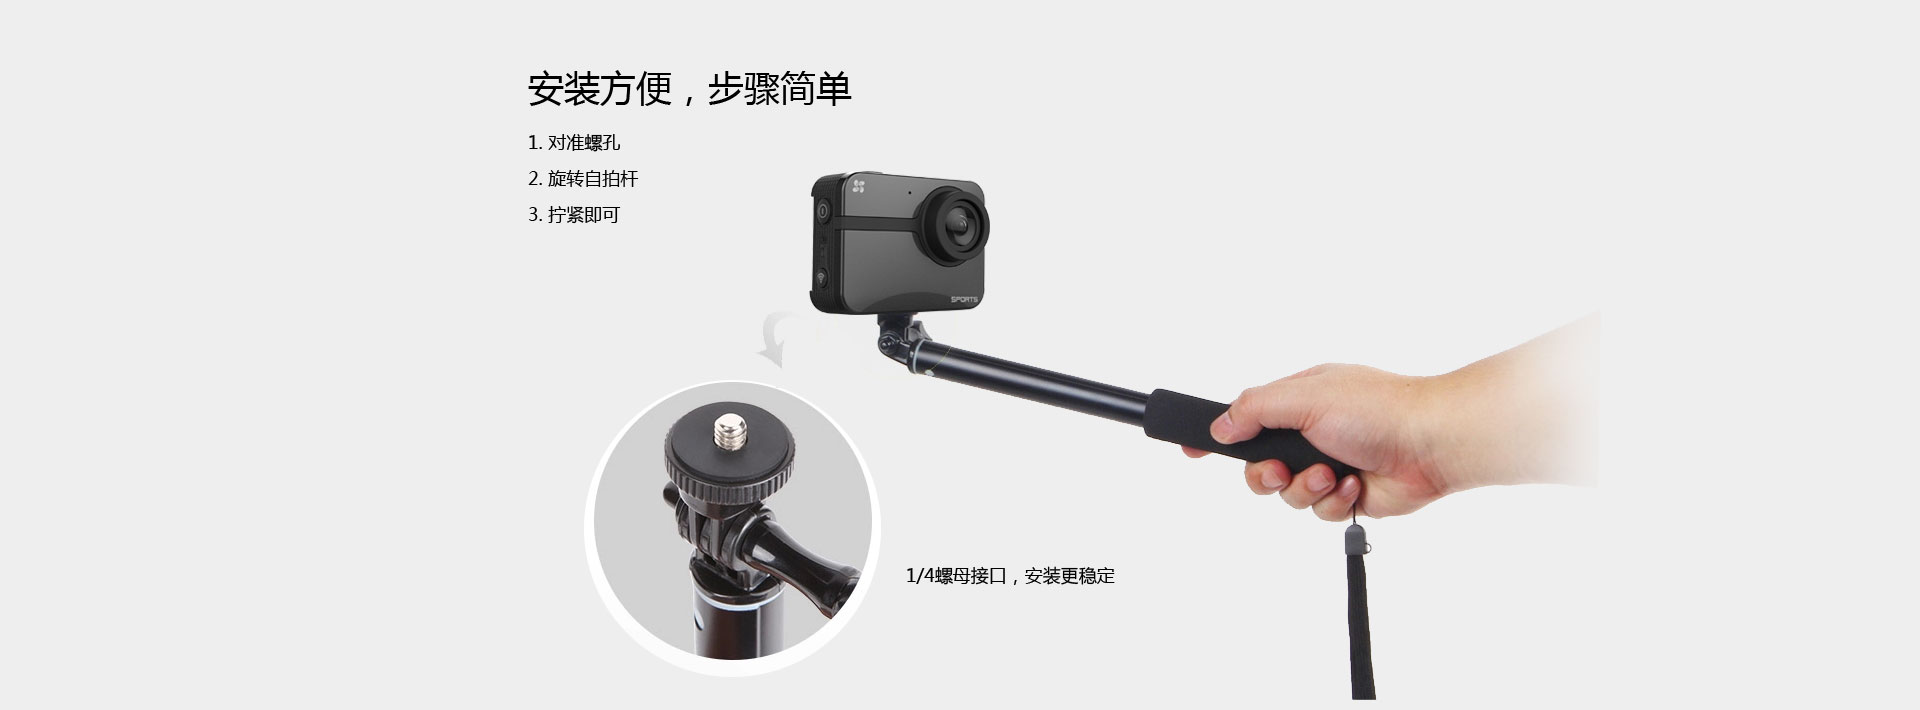 安装方便，步骤简单
1. 对准螺孔
2. 旋转自拍杆
3. 拧紧即可
SPORTS
1/4螺母接口，安装更稳定